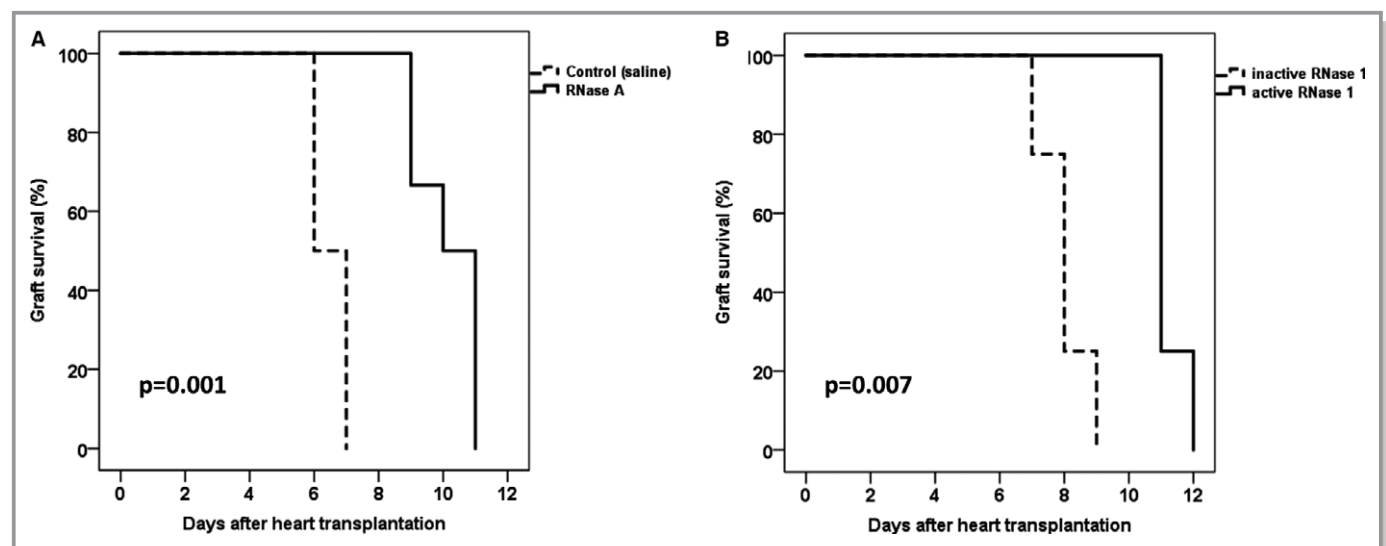 A
100
80
60
40
20
0
Graft survival (%)
p=0.001
0 2 4 6 8 10 12
Days after heart transplantation
Control (saline)
RNase A
B
100
80
60
40
20
0
Graft survival (%)
p=0.007
0 2 4 6 8 10 12
Days after heart transplantation
inactive RNase 1
active RNase 1